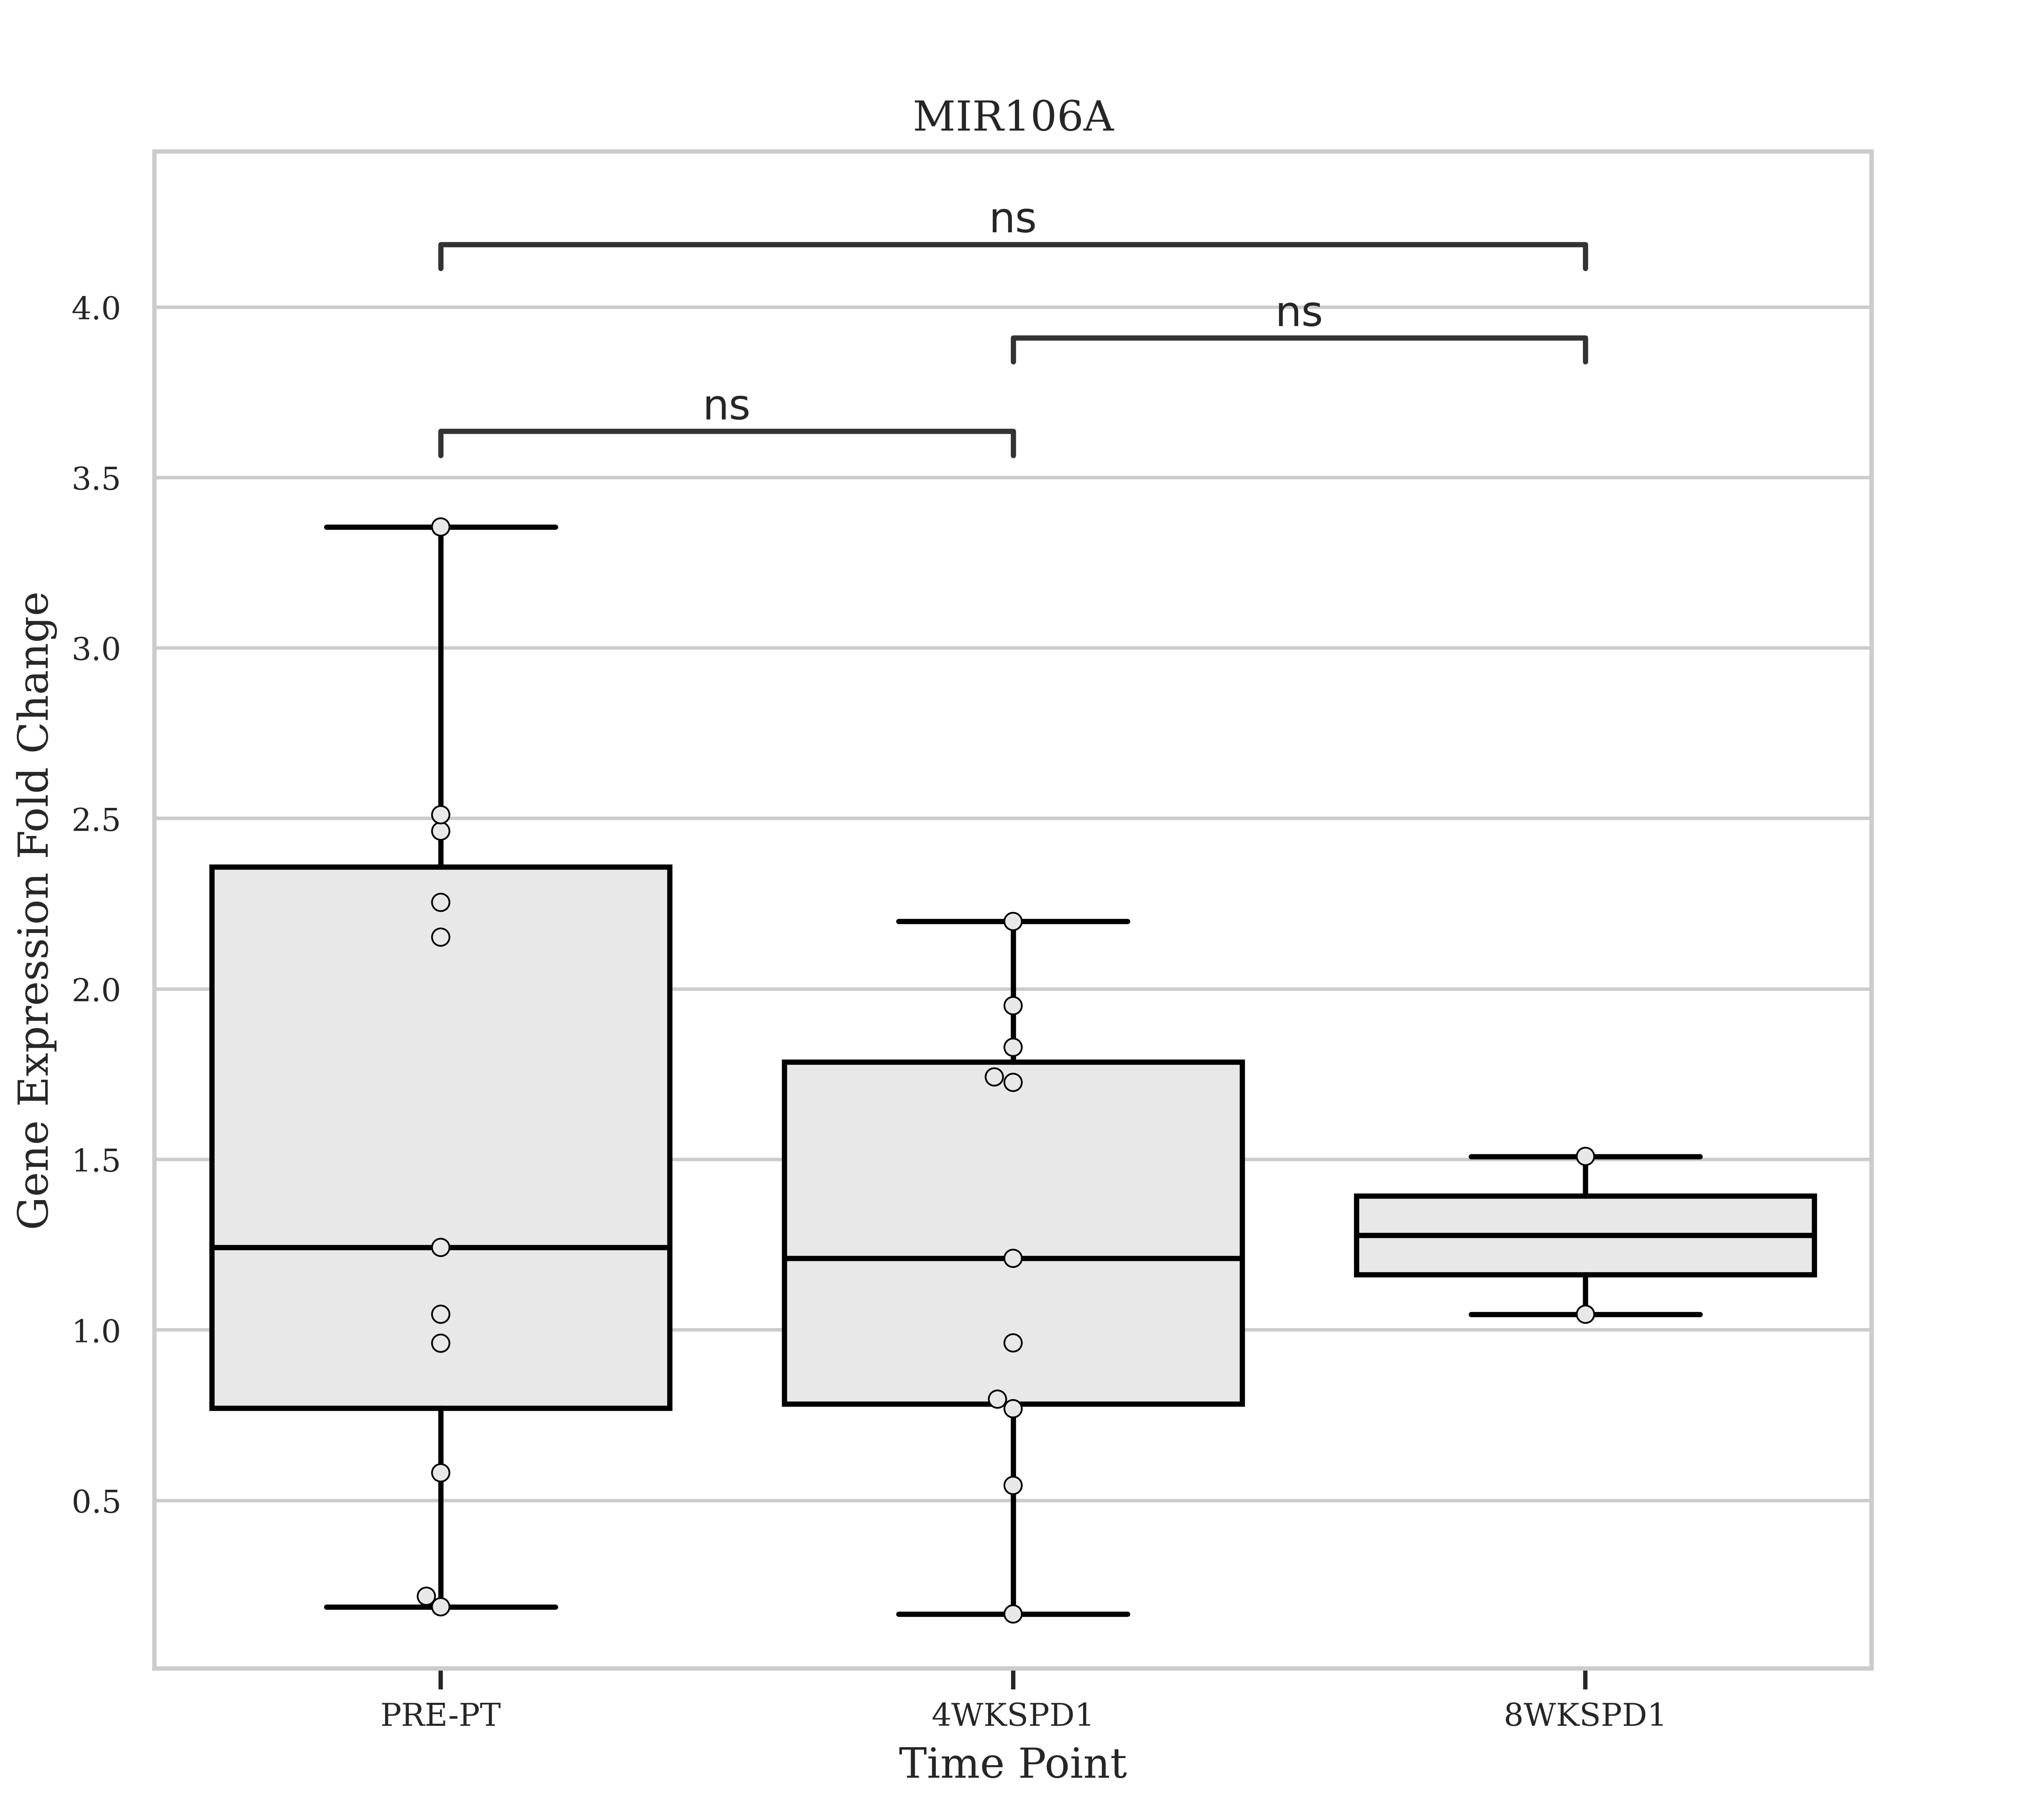 MIR106A
ns
ns
ns
4.0
3.5
3.0
2.5
2.0
1.5
1.0
0.5
Gene Expression Fold Change
PRE-PT
4WKSPD1
8WKSPD1
Time Point